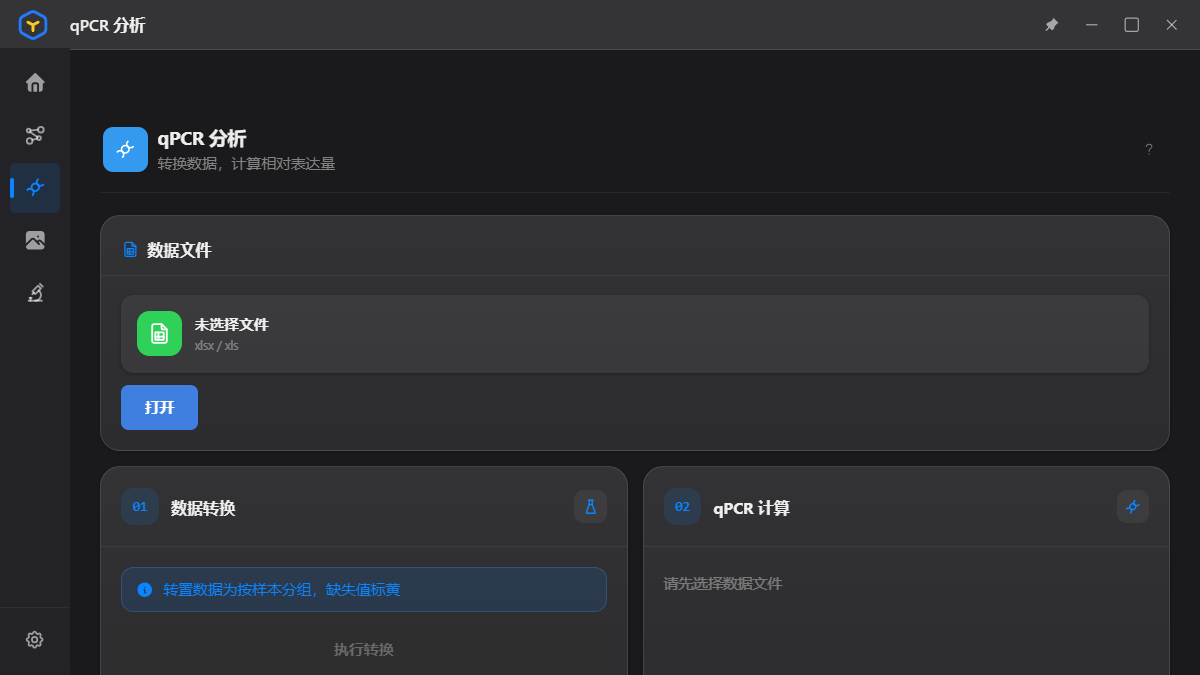 qPCR 分析
qPCR 分析
转换数据，计算相对表达量
?
数据文件
未选择文件
xlsx / xls
打开
01
数据转换
转置数据为按样本分组，缺失值标黄
执行转换
02
qPCR 计算
请先选择数据文件